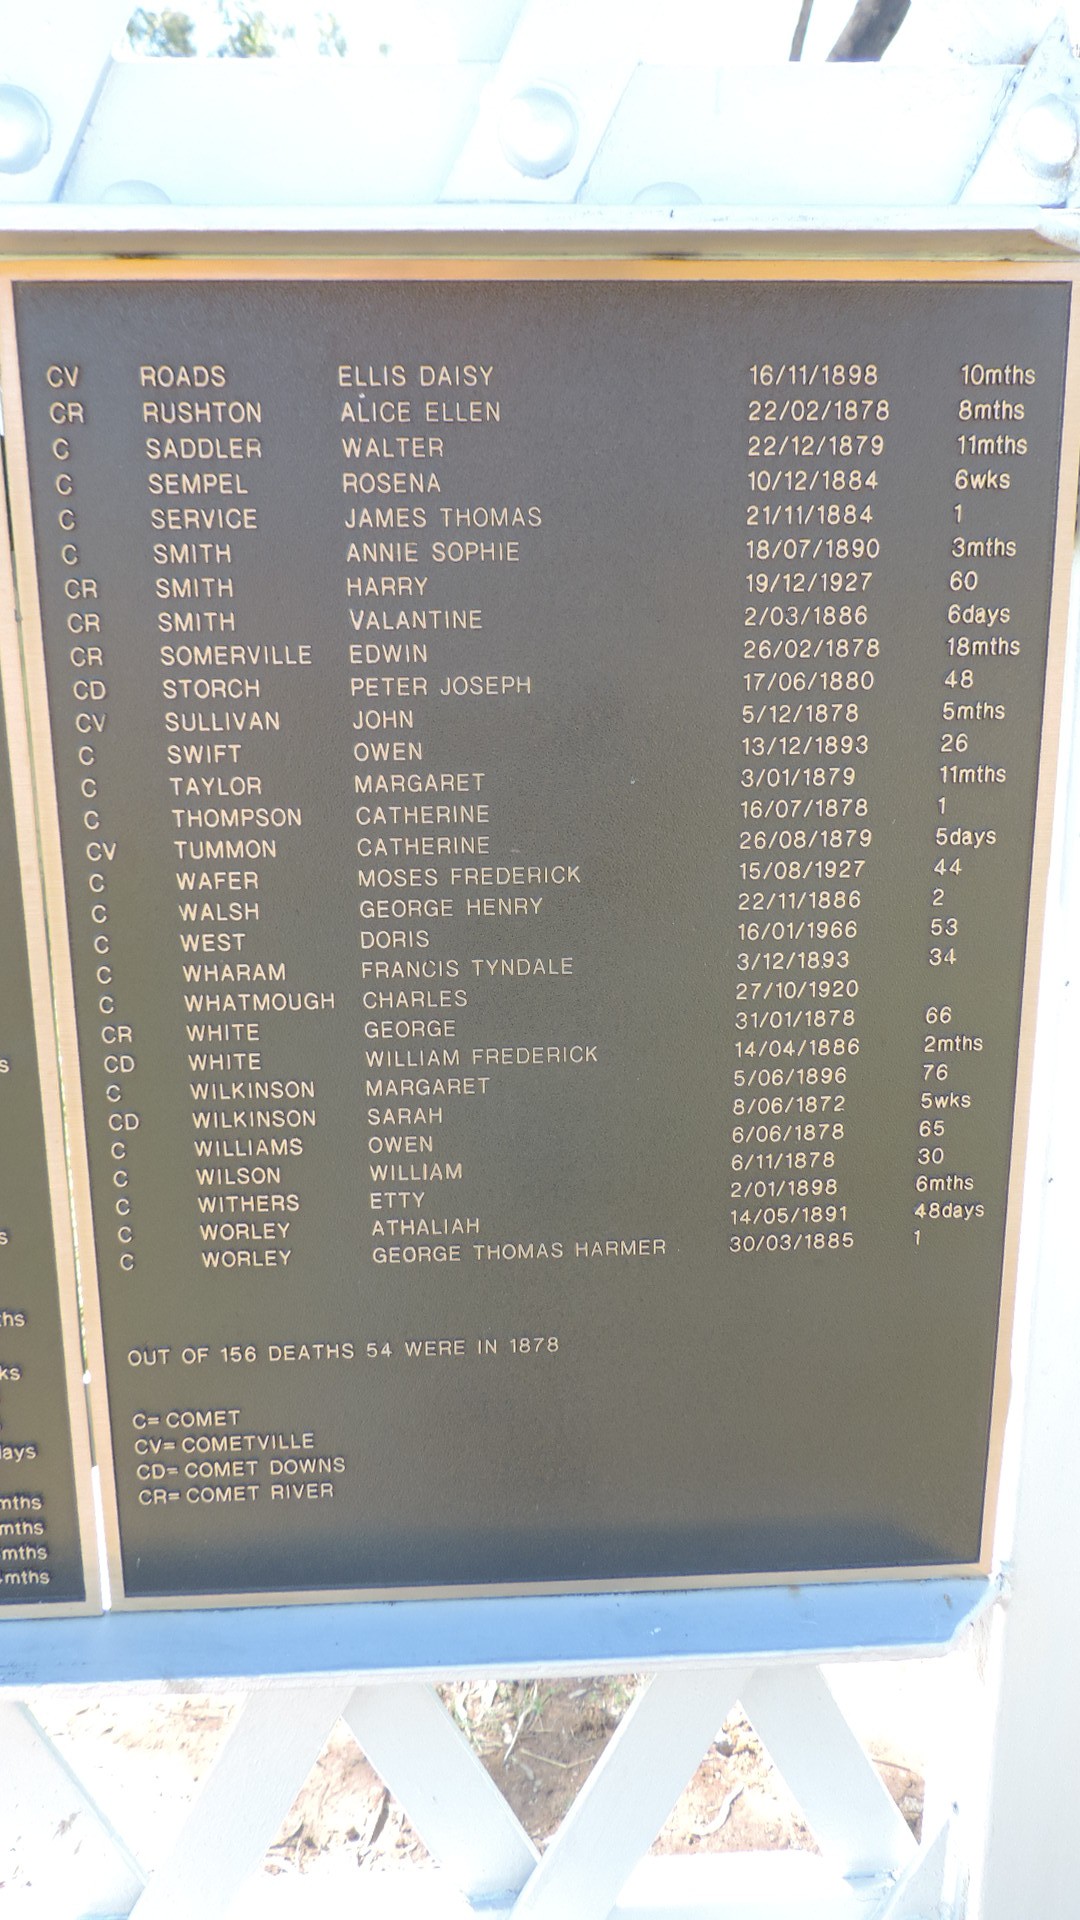 CV ROADS ELLIS DAISY 16/11/1898 10mths
CR RUSHTON ALICE ELLEN 22/02/1878 8mths
C SADDLER WALTER 22/12/1879 11mths
C SEMPEL ROSENA 10/12/1884 6wks
C SERVICE JAMES THOMAS 21/11/1884 1
C SMITH ANNIE SOPHIE 18/07/1890 3mths
CR SMITH HARRY 19/12/1927 60
CR SMITH VALANTINE 2/03/1886 6days
CR SOMERVILLE EDWIN 26/02/1878 18mths
CD STORCH PETER JOSEPH 17/06/1880 48
CV SULLIVAN JOHN 5/12/1878 5mths
C SWIFT OWEN 13/12/1893 26
C TAYLOR MARGARET 3/01/1879 11mths
C THOMPSON CATHERINE 16/07/1878 1
CV TUMMON CATHERINE 26/08/1879 5days
C WAFER MOSES FREDERICK 15/08/1927 44
C WALSH GEORGE HENRY 22/11/1886 2
C WEST DORIS 16/01/1966 53
C WHARAM FRANCIS TYNDALE 3/12/1893 34
C WHATMOUGH CHARLES 27/10/1920
CR WHITE GEORGE 31/01/1878 66
CD WHITE WILLIAM FREDERICK 14/04/1886 2mths
C WILKINSON MARGARET 5/06/1896 76
CD WILKINSON SARAH 8/06/1872 5wks
C WILLIAMS OWEN 6/06/1878 65
C WILSON WILLIAM 6/11/1878 30
C WITHERS ETTY 2/01/1898 6mths
C WORLEY ATHALIAH 14/05/1891 48days
C WORLEY GEORGE THOMAS HARMER 30/03/1885 1
OUT OF 156 DEATHS 54 WERE IN 1878
C= COMET
CV= COMETVILLE
CD= COMET DOWNS
CR= COMET RIVER